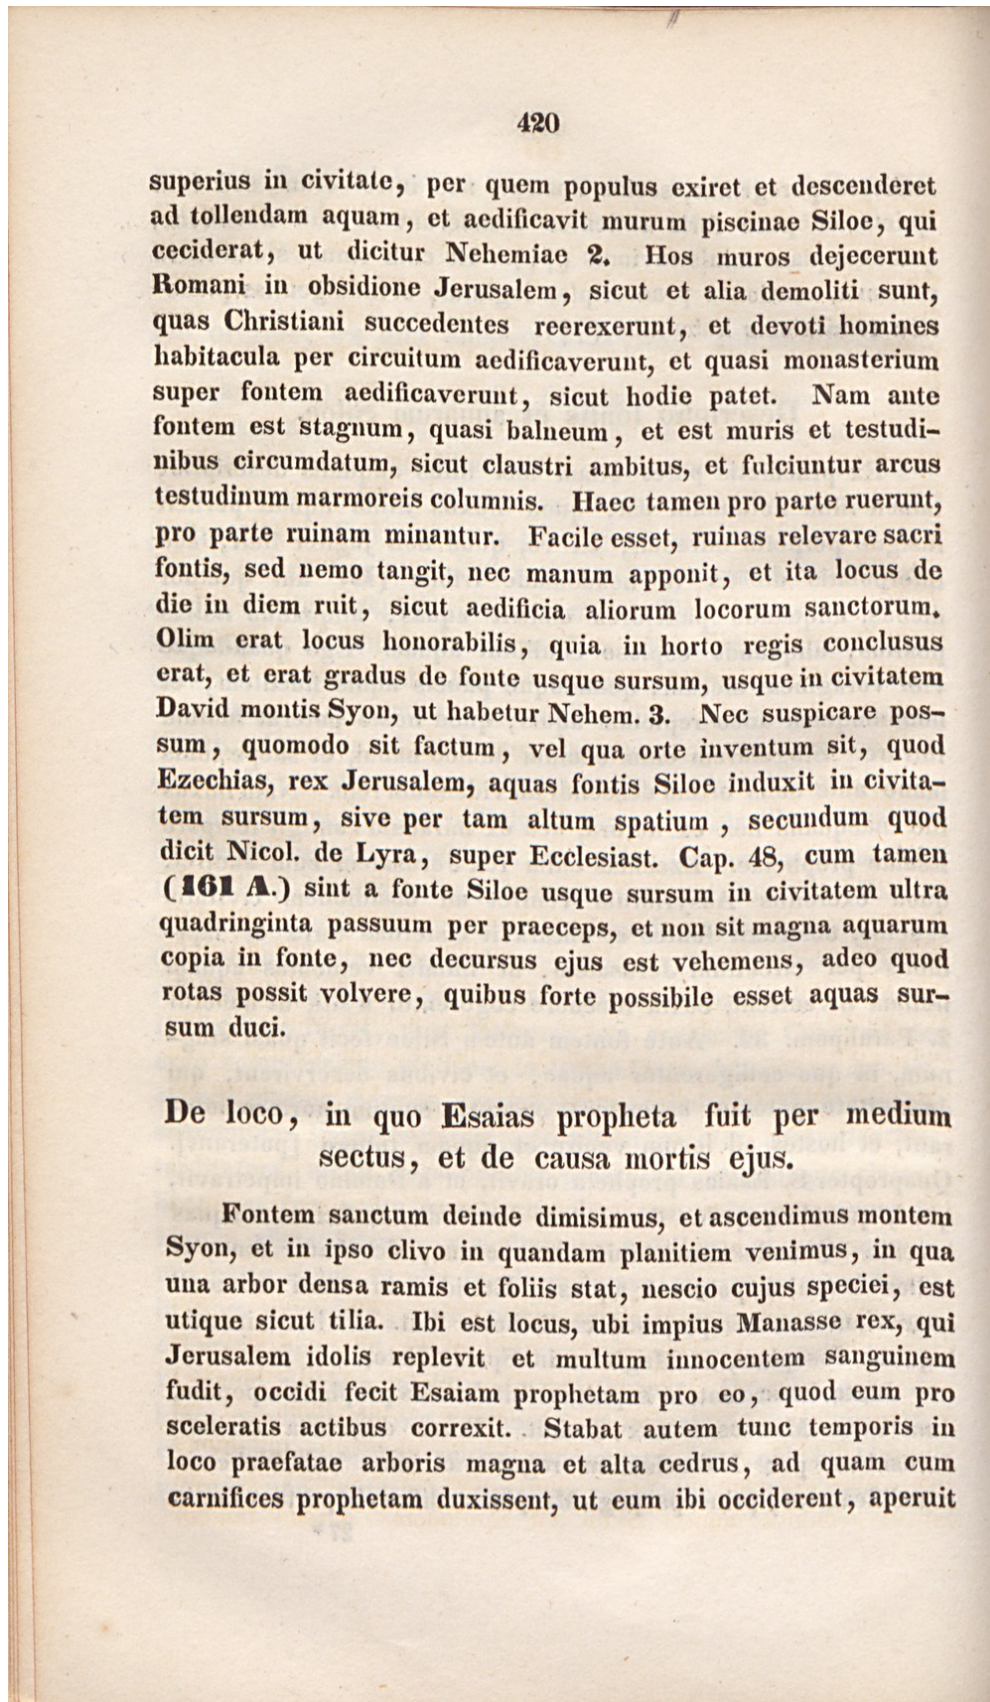 420
superius in civitate, per quem populus exiret et descenderet
ad tollendam aquam, et aedificavit murum piscinae Siloe, qui
ceciderat, ut dicitur Nehemiae 2. Hos muros dejecerunt
Romani in obsidione Jerusalem, sicut et alia demoliti sunt,
quas Christiani succedentes reerexerunt, et devoti homines
habitacula per circuitum aedificaverunt, et quasi monasterium
super fontem aedificaverunt, sicut hodie patet. Nam ante
fontem est stagnum, quasi balneum, et est muris et testudi-
nibus circumdatum, sicut claustri ambitus, et fulciuntur arcus
testudinum marmoreis columnis. Haec tamen pro parte ruerunt,
pro parte ruinam minantur. Facile esset, ruinas relevare sacri
fontis, sed nemo tangit, nec manum apponit, et ita locus de
die in diem ruit, sicut aedificia aliorum locorum sanctorum.
Olim erat locus honorabilis, quia in horto regis conclusus
erat, et erat gradus de fonte usque sursum, usque in civitatem
David montis Syon, ut habetur Nehem. 3. Nec suspicare pos-
sum, quomodo sit factum, vel qua orte inventum sit, quod
Ezechias, rex Jerusalem, aquas fontis Siloe induxit in civita-
tem sursum, sive per tam altum spatium, secundum quod
dicit Nicol. de Lyra, super Ecclesiast. Cap. 48, cum tamen
(161 A.) sint a fonte Siloe usque sursum in civitatem ultra
quadringinta passuum per praeceps, et non sit magna aquarum
copia in fonte, nec decursus ejus est vehemens, adeo quod
rotas possit volvere, quibus forte possibile esset aquas sur-
sum duci.
De loco, in quo Esaias propheta fuit per medium
sectus, et de causa mortis ejus.
Fontem sanctum deinde dimisimus, et ascendimus montem
Syon, et in ipso clivo in quandam planitiem venimus, in qua
una arbor densa ramis et foliis stat, nescio cujus speciei, est
utique sicut tilia. Ibi est locus, ubi impius Manasse rex, qui
Jerusalem idolis replevit et multum innocentem sanguinem
fudit, occidi fecit Esaiam prophetam pro eo, quod eum pro
sceleratis actibus correxit. Stabat autem tunc temporis in
loco praefatae arboris magna et alta cedrus, ad quam cum
carnifices prophetam duxissent, ut eum ibi occiderent, aperuit